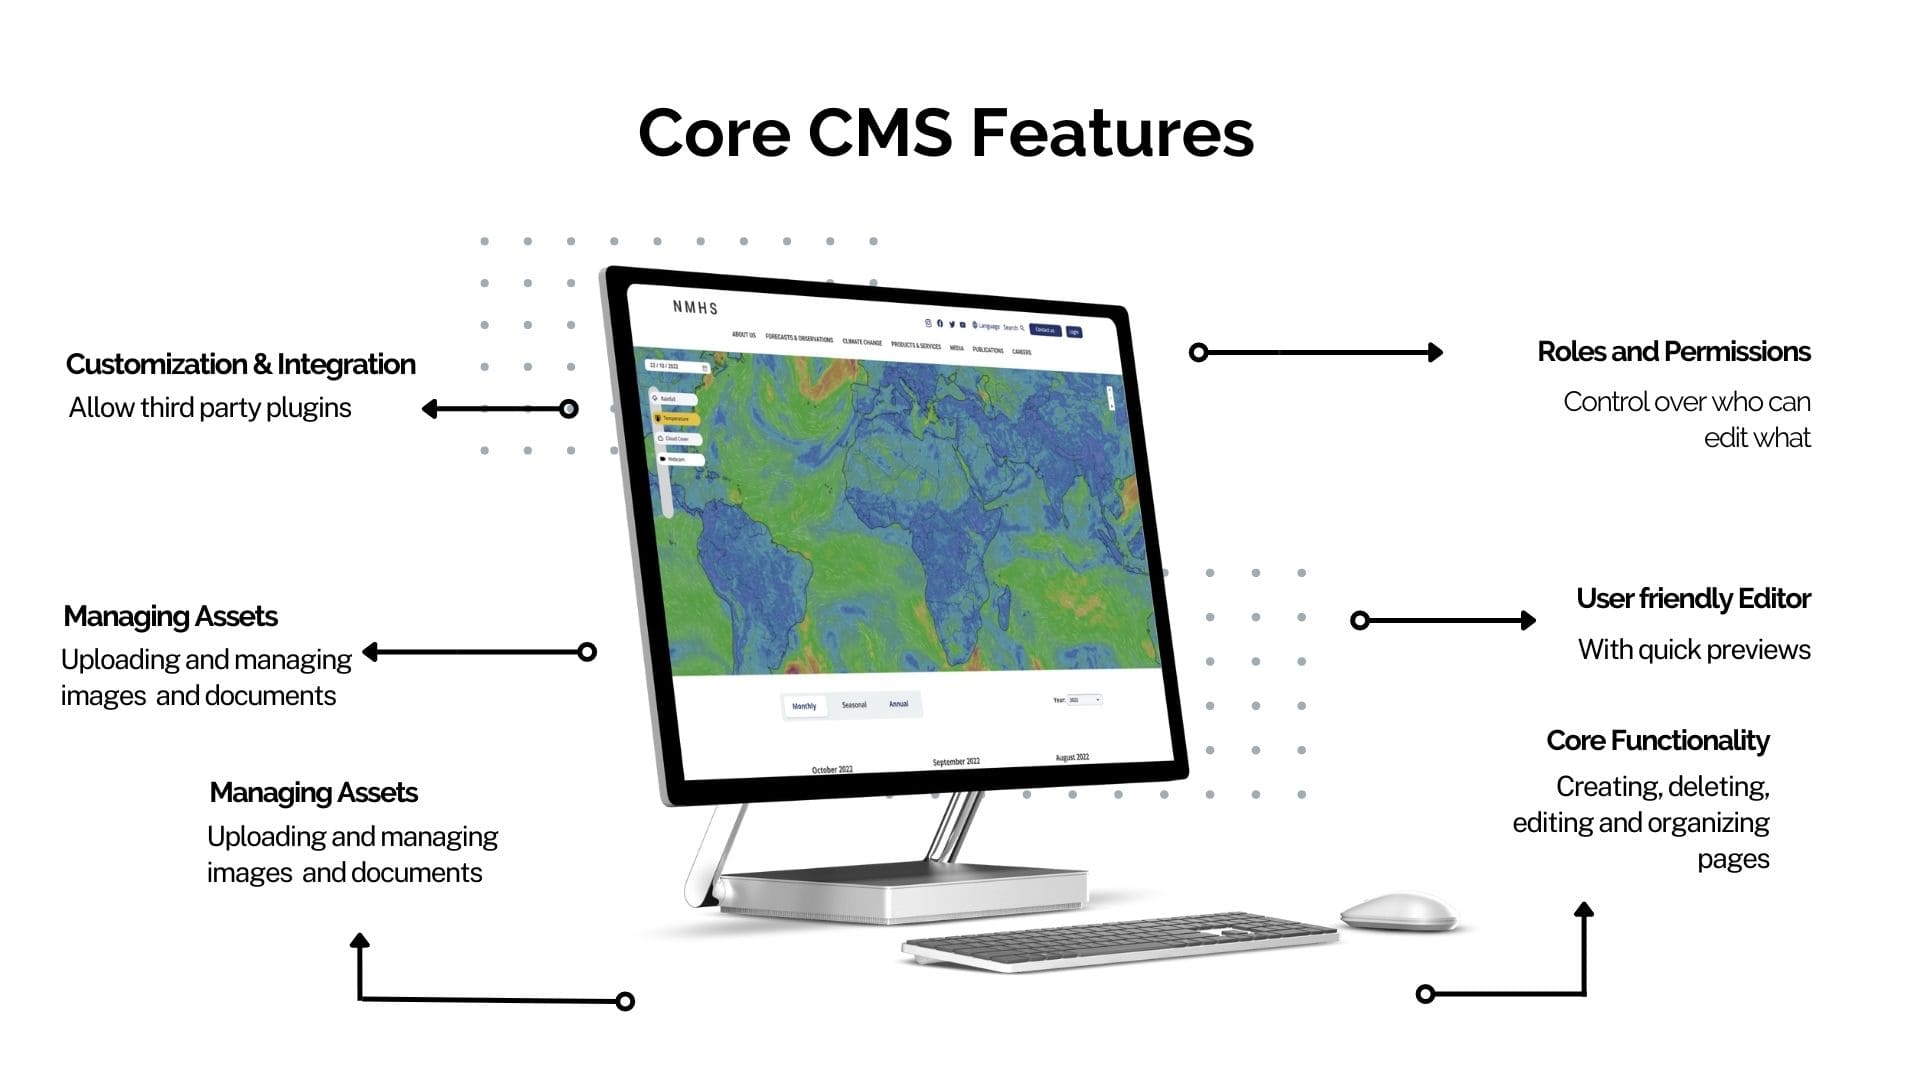 Core CMS Features
Customization & Integration
Allow third party plugins
Managing Assets
Uploading and managing
images and documents
Managing Assets
Uploading and managing
images and documents
NMHS
Language Search Contact us Login
ABOUT US FORECASTS & OBSERVATIONS CLIMATE CHANGE PRODUCTS & SERVICES MEDIA PUBLICATIONS CAREERS
22 / 10 / 2022
Rainfall
Temperature
Cloud Cover
Webcam
Monthly Seasonal Annual
Year: 2022
October 2022 September 2022 August 2022
Roles and Permissions
Control over who can
edit what
User friendly Editor
With quick previews
Core Functionality
Creating, deleting,
editing and organizing
pages